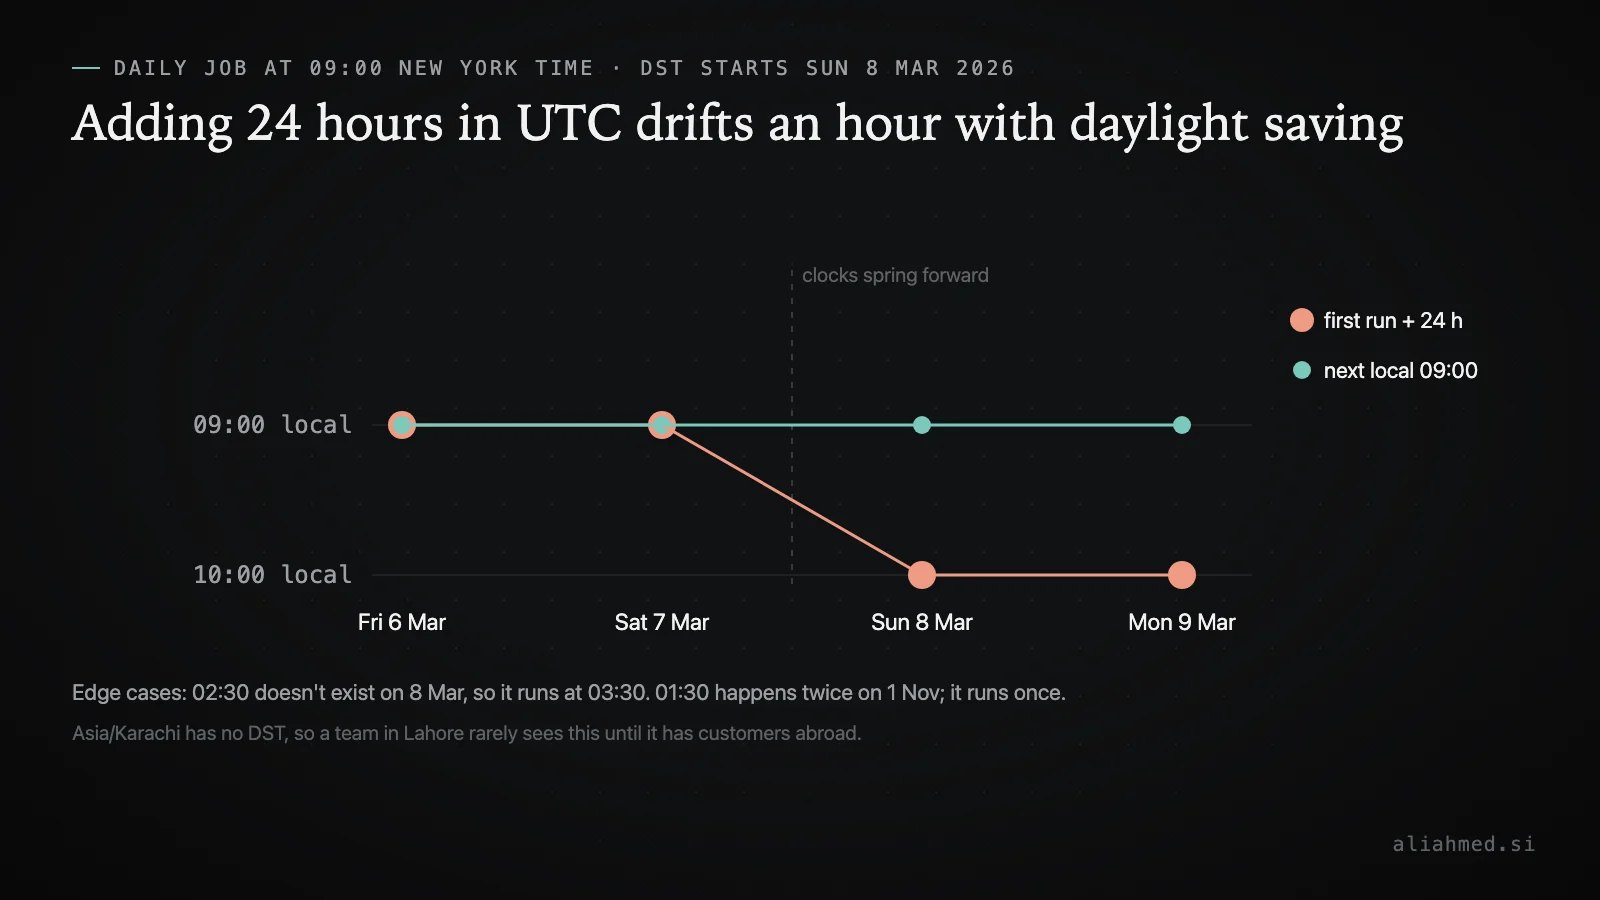 DAILY JOB AT 09:00 NEW YORK TIME · DST STARTS SUN 8 MAR 2026
Adding 24 hours in UTC drifts an hour with daylight saving
clocks spring forward
first run + 24 h
next local 09:00
09:00 local
10:00 local
Fri 6 Mar
Sat 7 Mar
Sun 8 Mar
Mon 9 Mar
Edge cases: 02:30 doesn't exist on 8 Mar, so it runs at 03:30. 01:30 happens twice on 1 Nov; it runs once.
Asia/Karachi has no DST, so a team in Lahore rarely sees this until it has customers abroad.
aliahmed.si